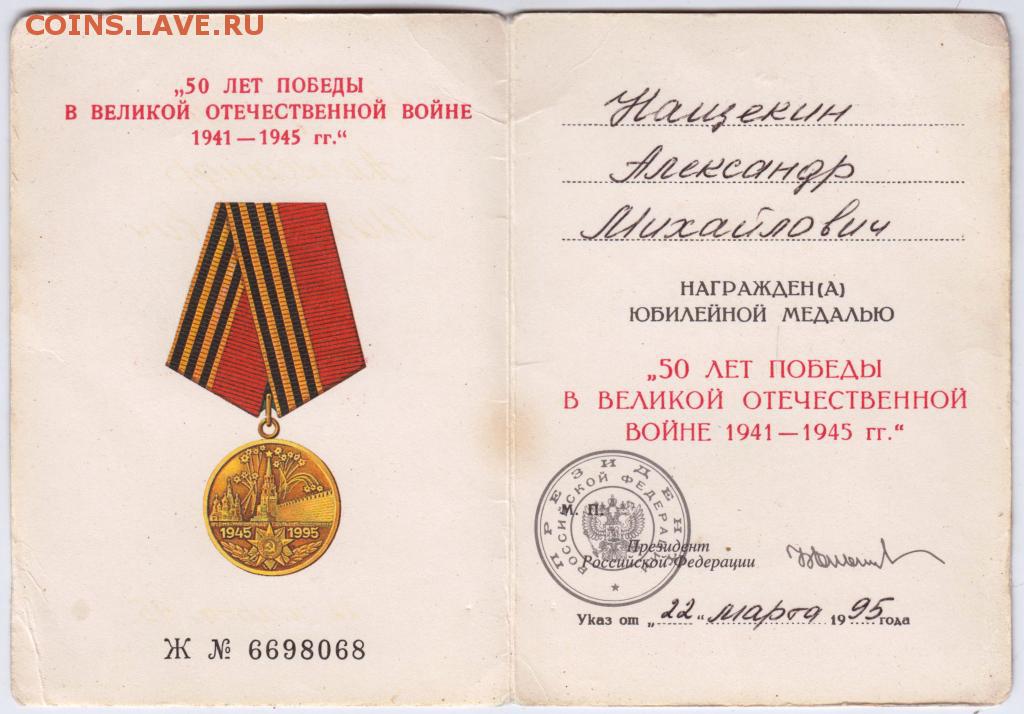 COINS.LAVE.RU
„50 ЛЕТ ПОБЕДЫ
В ВЕЛИКОЙ ОТЕЧЕСТВЕННОЙ ВОЙНЕ
1941 — 1945 гг.“
1945 1995
Ж № 6698068
Нащекин
Александр
Михайлович
НАГРАЖДЕН(А)
ЮБИЛЕЙНОЙ МЕДАЛЬЮ
„50 ЛЕТ ПОБЕДЫ
В ВЕЛИКОЙ ОТЕЧЕСТВЕННОЙ
ВОЙНЕ 1941 — 1945 гг.“
ПРЕЗИДЕНТ
РОССИЙСКОЙ ФЕДЕРАЦИИ
М. П.
Президент
Российской Федерации
Указ от „22“ марта 1995 года